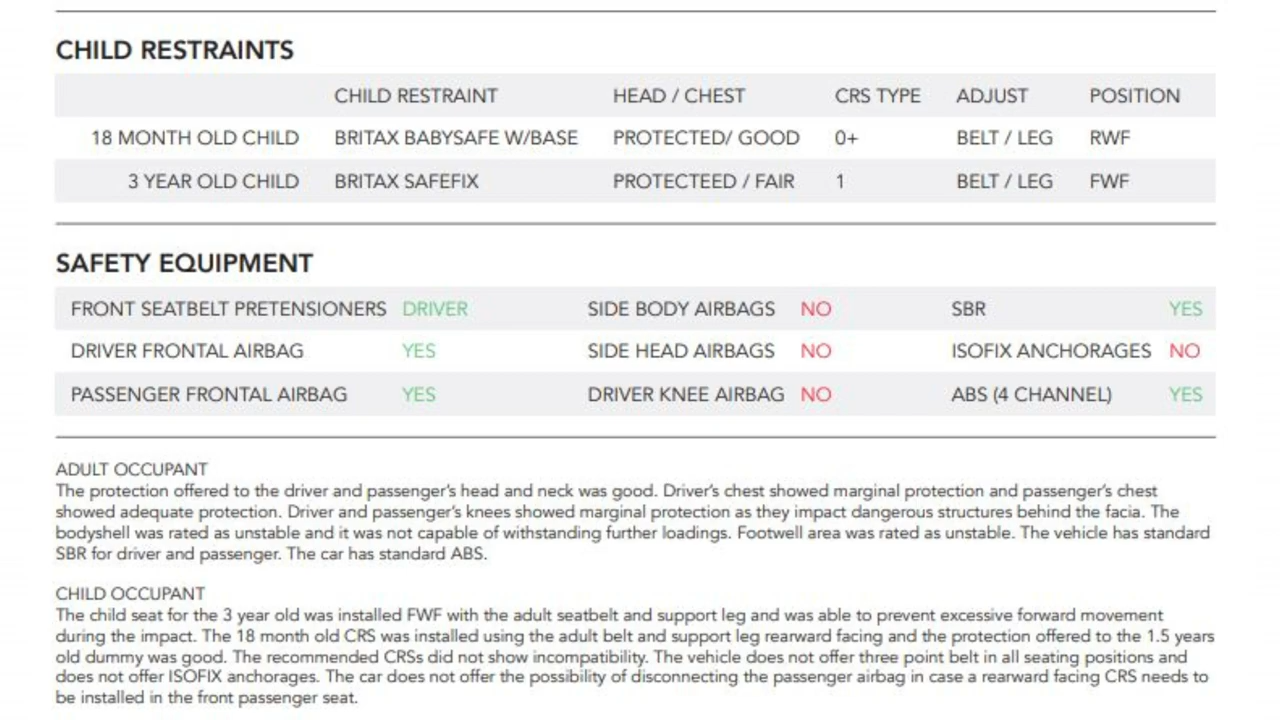 CHILD RESTRAINTS
CHILD RESTRAINT HEAD / CHEST CRS TYPE ADJUST POSITION
18 MONTH OLD CHILD BRITAX BABYSAFE W/BASE PROTECTED/ GOOD 0+ BELT / LEG RWF
3 YEAR OLD CHILD BRITAX SAFEFIX PROTECTEED / FAIR 1 BELT / LEG FWF
SAFETY EQUIPMENT
FRONT SEATBELT PRETENSIONERS DRIVER SIDE BODY AIRBAGS NO SBR YES
DRIVER FRONTAL AIRBAG YES SIDE HEAD AIRBAGS NO ISOFIX ANCHORAGES NO
PASSENGER FRONTAL AIRBAG YES DRIVER KNEE AIRBAG NO ABS (4 CHANNEL) YES
ADULT OCCUPANT
The protection offered to the driver and passenger's head and neck was good. Driver's chest showed marginal protection and passenger's chest
showed adequate protection. Driver and passenger's knees showed marginal protection as they impact dangerous structures behind the facia. The
bodyshell was rated as unstable and it was not capable of withstanding further loadings. Footwell area was rated as unstable. The vehicle has standard
SBR for driver and passenger. The car has standard ABS.
CHILD OCCUPANT
The child seat for the 3 year old was installed FWF with the adult seatbelt and support leg and was able to prevent excessive forward movement
during the impact. The 18 month old CRS was installed using the adult belt and support leg rearward facing and the protection offered to the 1.5 years
old dummy was good. The recommended CRSs did not show incompatibility. The vehicle does not offer three point belt in all seating positions and
does not offer ISOFIX anchorages. The car does not offer the possibility of disconnecting the passenger airbag in case a rearward facing CRS needs to
be installed in the front passenger seat.